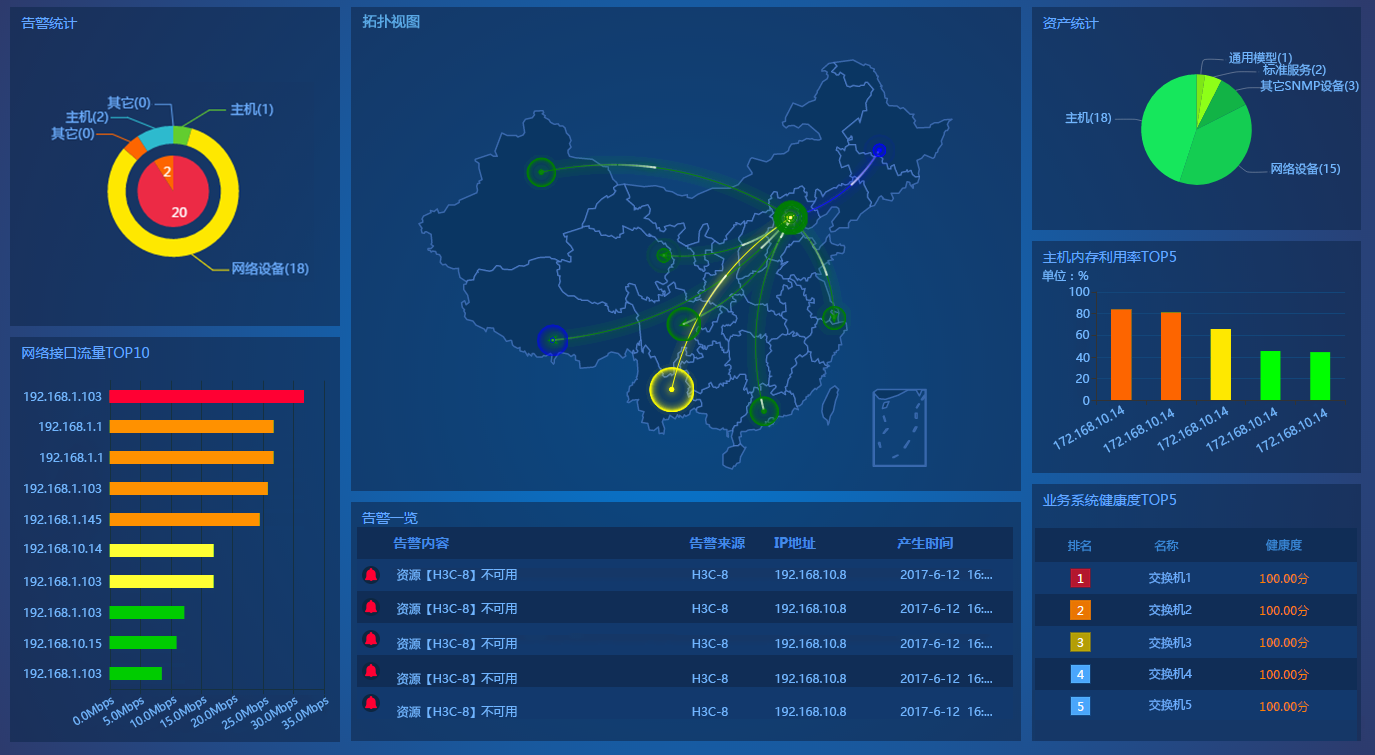 告警统计
其它(0)
主机(1)
主机(2)
其它(0)
2
20
网络设备(18)
网络接口流量TOP10
192.168.1.103
192.168.1.1
192.168.1.1
192.168.1.103
192.168.1.145
192.168.10.14
192.168.1.103
192.168.1.103
192.168.10.15
192.168.1.103
0.0Mbps 5.0Mbps 10.0Mbps 15.0Mbps 20.0Mbps 25.0Mbps 30.0Mbps 35.0Mbps
拓扑视图
告警一览
告警内容 告警来源 IP地址 产生时间
资源【H3C-8】不可用 H3C-8 192.168.10.8 2017-6-12 16:...
资源【H3C-8】不可用 H3C-8 192.168.10.8 2017-6-12 16:...
资源【H3C-8】不可用 H3C-8 192.168.10.8 2017-6-12 16:...
资源【H3C-8】不可用 H3C-8 192.168.10.8 2017-6-12 16:...
资源【H3C-8】不可用 H3C-8 192.168.10.8 2017-6-12 16:...
资产统计
通用模型(1)
标准服务(2)
其它SNMP设备(3)
主机(18)
网络设备(15)
主机内存利用率TOP5
单位：%
100
80
60
40
20
0
172.168.10.14 172.168.10.14 172.168.10.14 172.168.10.14 172.168.10.14
业务系统健康度TOP5
排名 名称 健康度
1 交换机1 100.00分
2 交换机2 100.00分
3 交换机3 100.00分
4 交换机4 100.00分
5 交换机5 100.00分